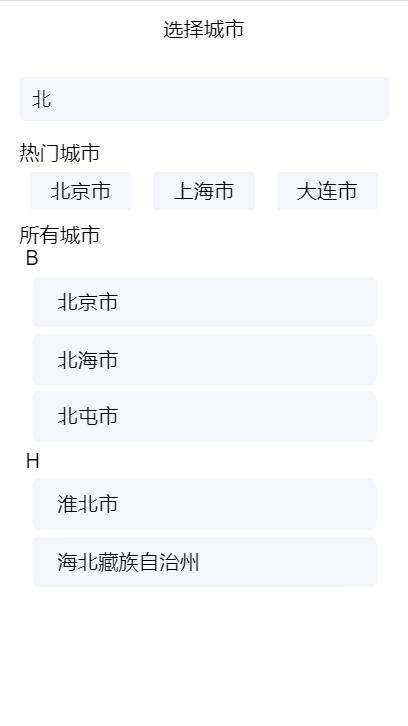 选择城市
北
热门城市
北京市 上海市 大连市
所有城市
B
北京市
北海市
北屯市
H
淮北市
海北藏族自治州